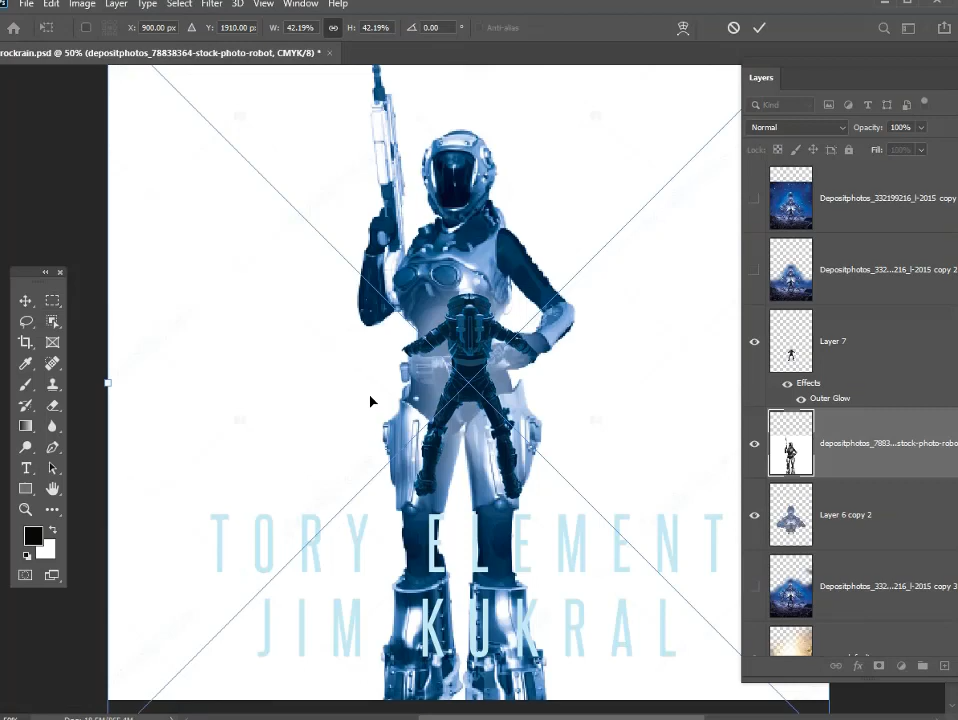 File Edit Image Layer Type Select Filter 3D View Window Help
X: 900.00 px Y: 1910.00 px W: 42.19% H: 42.19% 0.00 ° Anti-alias
rockrain.psd @ 50% (depositphotos_78838364-stock-photo-robot, CMYK/8) * ×
Layers
Kind
Normal Opacity: 100%
Lock: Fill: 100%
Depositphotos_332199216_l-2015 copy
Depositphotos_332...216_l-2015 copy 2
Layer 7
Effects
Outer Glow
depositphotos_7883...stock-photo-robo
Layer 6 copy 2
Depositphotos_332...216_l-2015 copy 3
TORY ELEMENT
JIM KUKRAL